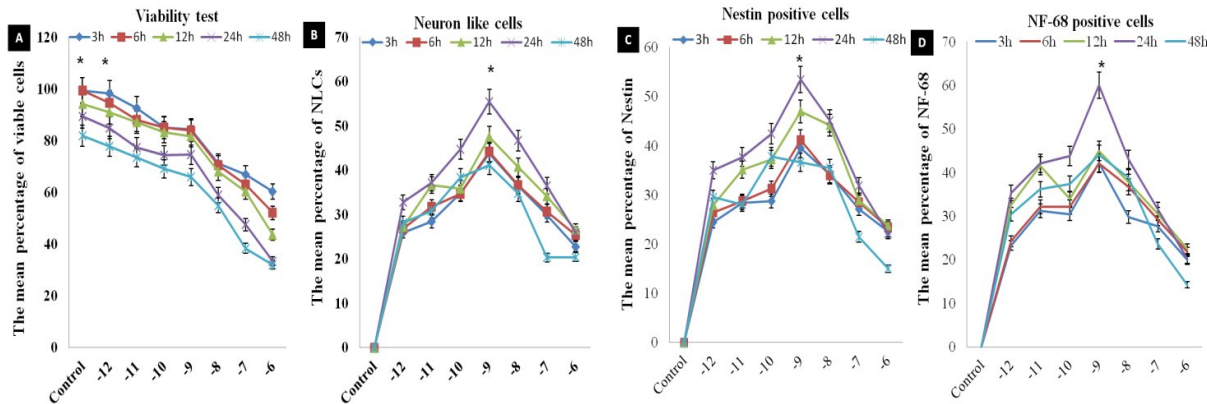 A
Viability test
3h 6h 12h 24h 48h
The mean percentage of viable cells
120
100
80
60
40
20
0
* *
Control -12 -11 -10 -9 -8 -7 -6
B
Neuron like cells
3h 6h 12h 24h 48h
The mean percentage of NLCs
70
60
50
40
30
20
10
0
*
Control -12 -11 -10 -9 -8 -7 -6
C
Nestin positive cells
3h 6h 12h 24h 48h
The mean percentage of Nestin
60
50
40
30
20
10
0
*
Control -12 -11 -10 -9 -8 -7 -6
D
NF-68 positive cells
3h 6h 12h 24h 48h
The mean percentage of NF-68
70
60
50
40
30
20
10
0
*
Control -12 -11 -10 -9 -8 -7 -6